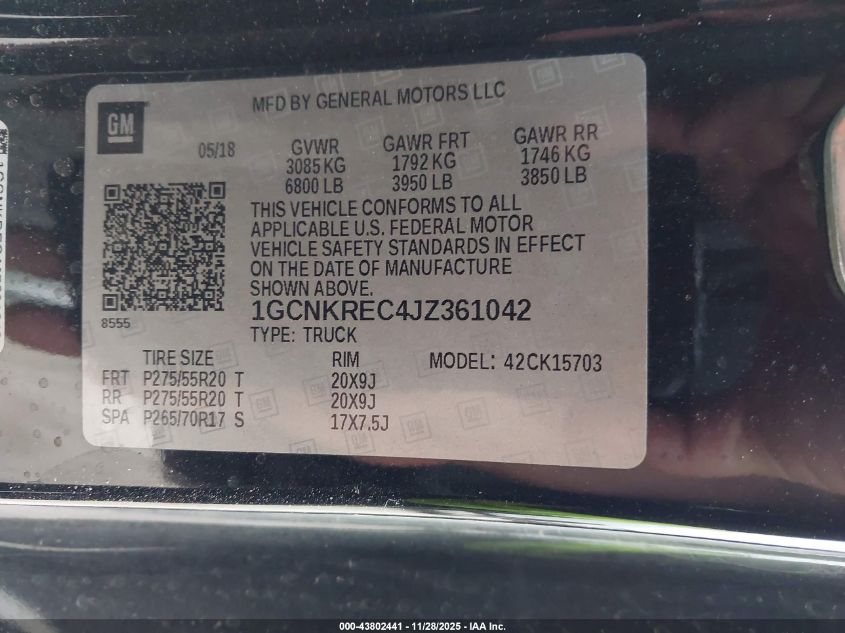 GM
MFD BY GENERAL MOTORS LLC
05/18 GVWR GAWR FRT GAWR RR
3085 KG 1792 KG 1746 KG
6800 LB 3950 LB 3850 LB
THIS VEHICLE CONFORMS TO ALL
APPLICABLE U.S. FEDERAL MOTOR
VEHICLE SAFETY STANDARDS IN EFFECT
ON THE DATE OF MANUFACTURE
SHOWN ABOVE.
8555
1GCNKREC4JZ361042
TYPE: TRUCK
TIRE SIZE RIM MODEL: 42CK15703
FRT P275/55R20 T 20X9J
RR P275/55R20 T 20X9J
SPA P265/70R17 S 17X7.5J
000-43802441 - 11/28/2025 - IAA Inc.